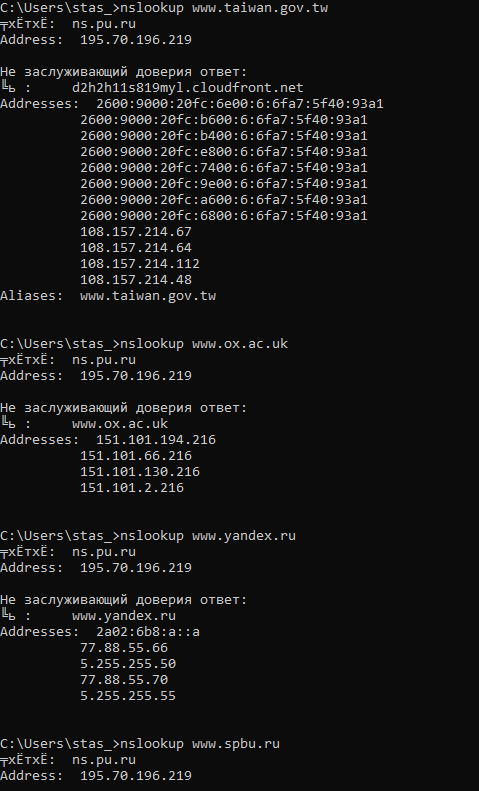 C:\Users\stas_>nslookup www.taiwan.gov.tw
╤хЁтхЁ:  ns.pu.ru
Address:  195.70.196.219

Не заслуживающий доверия ответ:
╚ь :     d2h2h11s819myl.cloudfront.net
Addresses:  2600:9000:20fc:6e00:6:6fa7:5f40:93a1
          2600:9000:20fc:b600:6:6fa7:5f40:93a1
          2600:9000:20fc:b400:6:6fa7:5f40:93a1
          2600:9000:20fc:e800:6:6fa7:5f40:93a1
          2600:9000:20fc:7400:6:6fa7:5f40:93a1
          2600:9000:20fc:9e00:6:6fa7:5f40:93a1
          2600:9000:20fc:a600:6:6fa7:5f40:93a1
          2600:9000:20fc:6800:6:6fa7:5f40:93a1
          108.157.214.67
          108.157.214.64
          108.157.214.112
          108.157.214.48
Aliases:  www.taiwan.gov.tw

C:\Users\stas_>nslookup www.ox.ac.uk
╤хЁтхЁ:  ns.pu.ru
Address:  195.70.196.219

Не заслуживающий доверия ответ:
╚ь :     www.ox.ac.uk
Addresses:  151.101.194.216
          151.101.66.216
          151.101.130.216
          151.101.2.216

C:\Users\stas_>nslookup www.yandex.ru
╤хЁтхЁ:  ns.pu.ru
Address:  195.70.196.219

Не заслуживающий доверия ответ:
╚ь :     www.yandex.ru
Addresses:  2a02:6b8:a::a
          77.88.55.66
          5.255.255.50
          77.88.55.70
          5.255.255.55

C:\Users\stas_>nslookup www.spbu.ru
╤хЁтхЁ:  ns.pu.ru
Address:  195.70.196.219